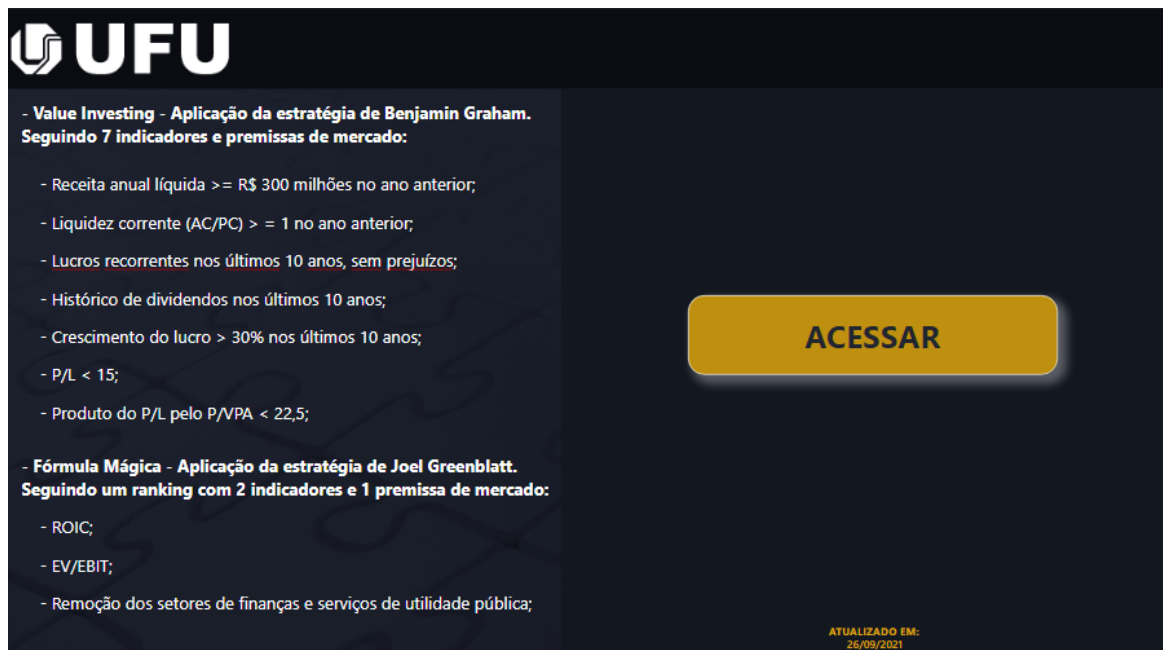 UFU
- Value Investing - Aplicação da estratégia de Benjamin Graham.
Seguindo 7 indicadores e premissas de mercado:
- Receita anual líquida >= R$ 300 milhões no ano anterior;
- Liquidez corrente (AC/PC) > = 1 no ano anterior;
- Lucros recorrentes nos últimos 10 anos, sem prejuízos;
- Histórico de dividendos nos últimos 10 anos;
- Crescimento do lucro > 30% nos últimos 10 anos;
- P/L < 15;
- Produto do P/L pelo P/VPA < 22,5;
- Fórmula Mágica - Aplicação da estratégia de Joel Greenblatt.
Seguindo um ranking com 2 indicadores e 1 premissa de mercado:
- ROIC;
- EV/EBIT;
- Remoção dos setores de finanças e serviços de utilidade pública;
ACESSAR
ATUALIZADO EM:
26/09/2021